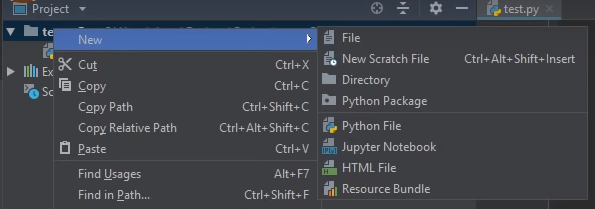 Project
test.py
te
New
File
New Scratch File Ctrl+Alt+Shift+Insert
Directory
Python Package
Python File
Jupyter Notebook
HTML File
Resource Bundle
Ex
Sc
Cut Ctrl+X
Copy Ctrl+C
Copy Path Ctrl+Shift+C
Copy Relative Path Ctrl+Alt+Shift+C
Paste Ctrl+V
Find Usages Alt+F7
Find in Path... Ctrl+Shift+F